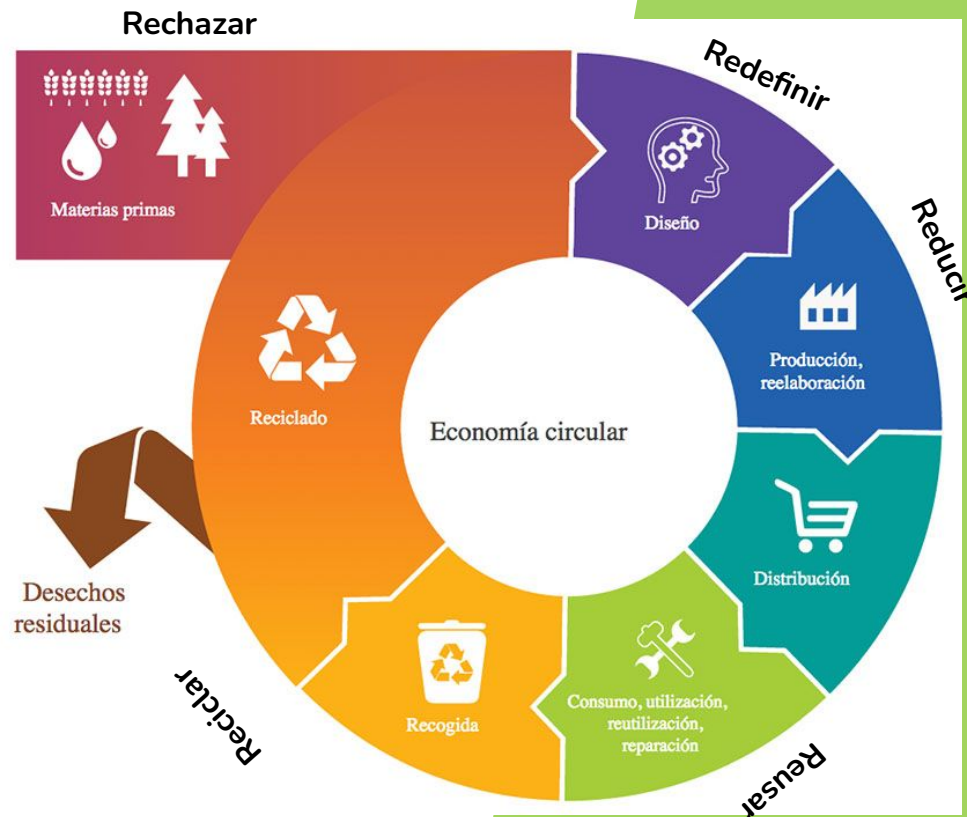 Rechazar
Redefinir
Reducir
Materias primas
Diseño
Producción,
reelaboración
Reciclado
Economía circular
Distribución
Desechos
residuales
Consumo, utilización,
reutilización,
reparación
Recogida
Reciclar
Reusar